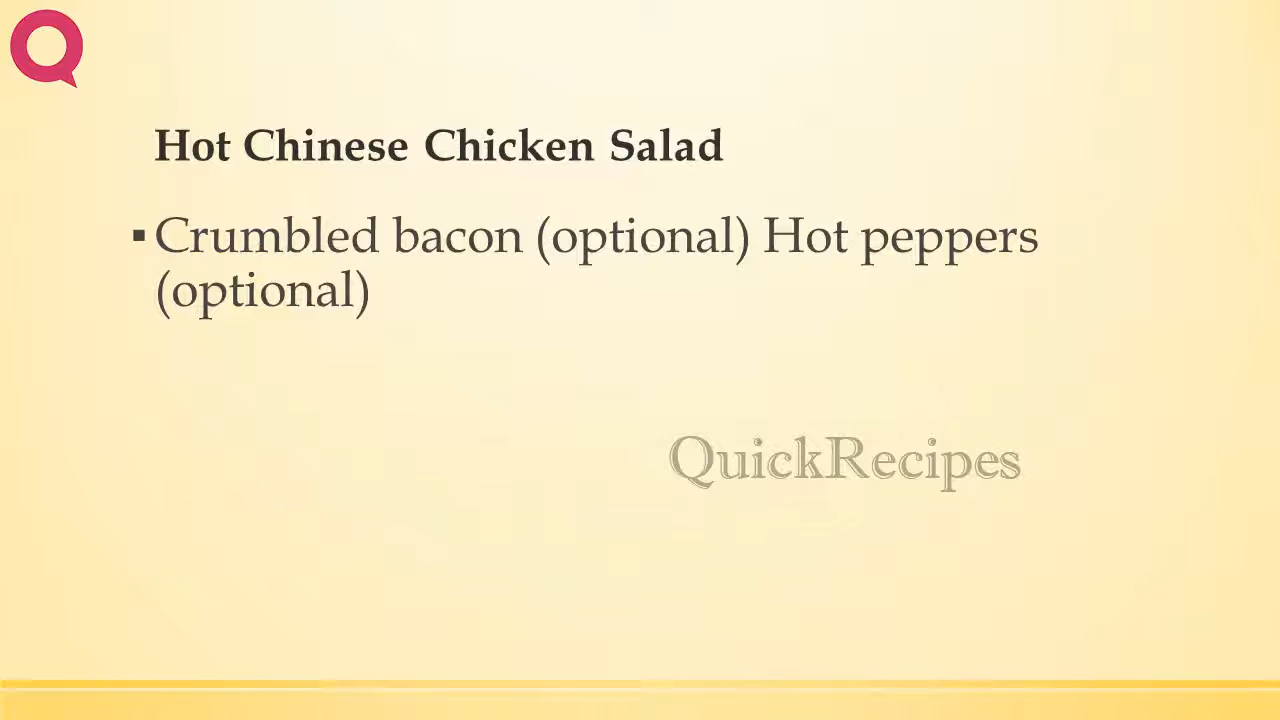 Hot Chinese Chicken Salad
▪Crumbled bacon (optional) Hot peppers
(optional)
QuickRecipes